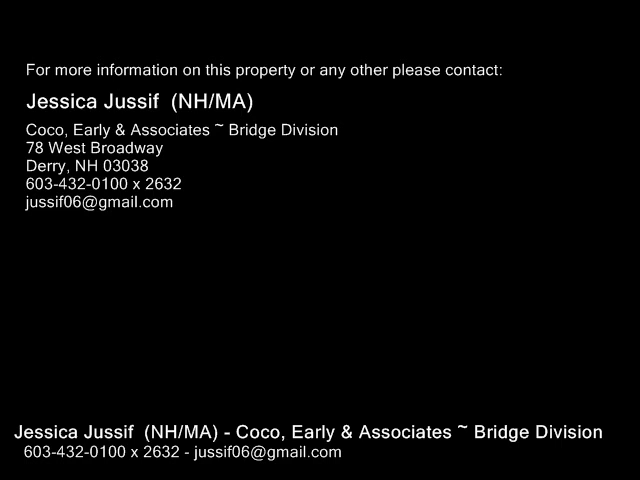 For more information on this property or any other please contact:
Jessica Jussif  (NH/MA)
Coco, Early & Associates ~ Bridge Division
78 West Broadway
Derry, NH 03038
603-432-0100 x 2632
jussif06@gmail.com
Jessica Jussif  (NH/MA) - Coco, Early & Associates ~ Bridge Division
603-432-0100 x 2632 - jussif06@gmail.com